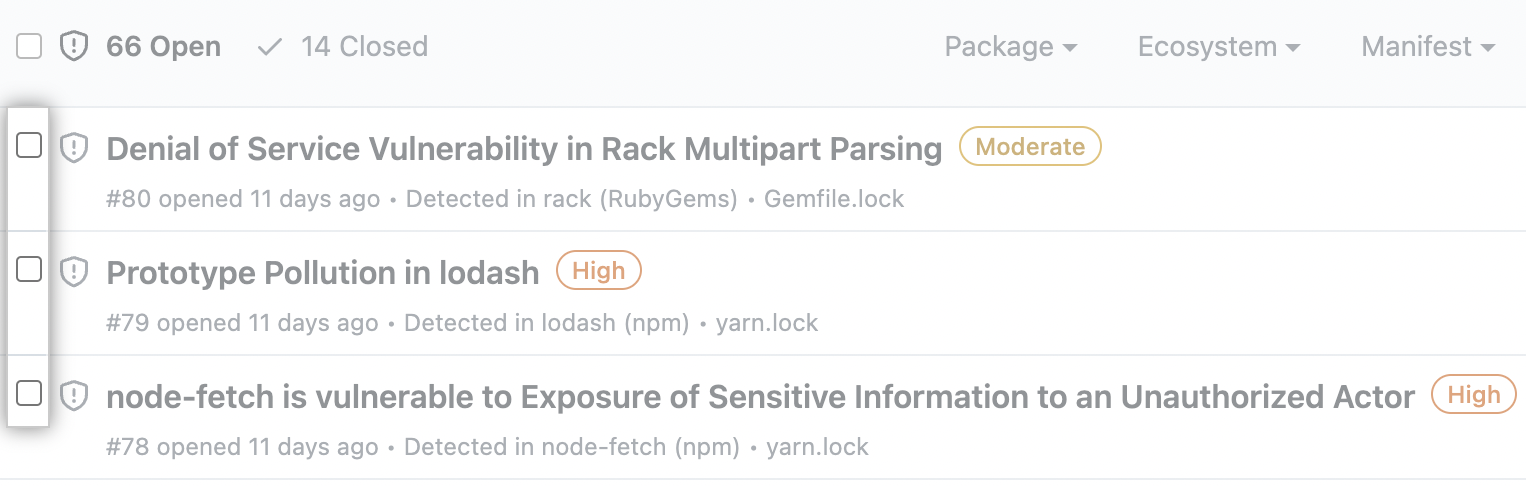 66 Open 14 Closed Package Ecosystem Manifest
Denial of Service Vulnerability in Rack Multipart Parsing Moderate
#80 opened 11 days ago • Detected in rack (RubyGems) • Gemfile.lock
Prototype Pollution in lodash High
#79 opened 11 days ago • Detected in lodash (npm) • yarn.lock
node-fetch is vulnerable to Exposure of Sensitive Information to an Unauthorized Actor High
#78 opened 11 days ago • Detected in node-fetch (npm) • yarn.lock